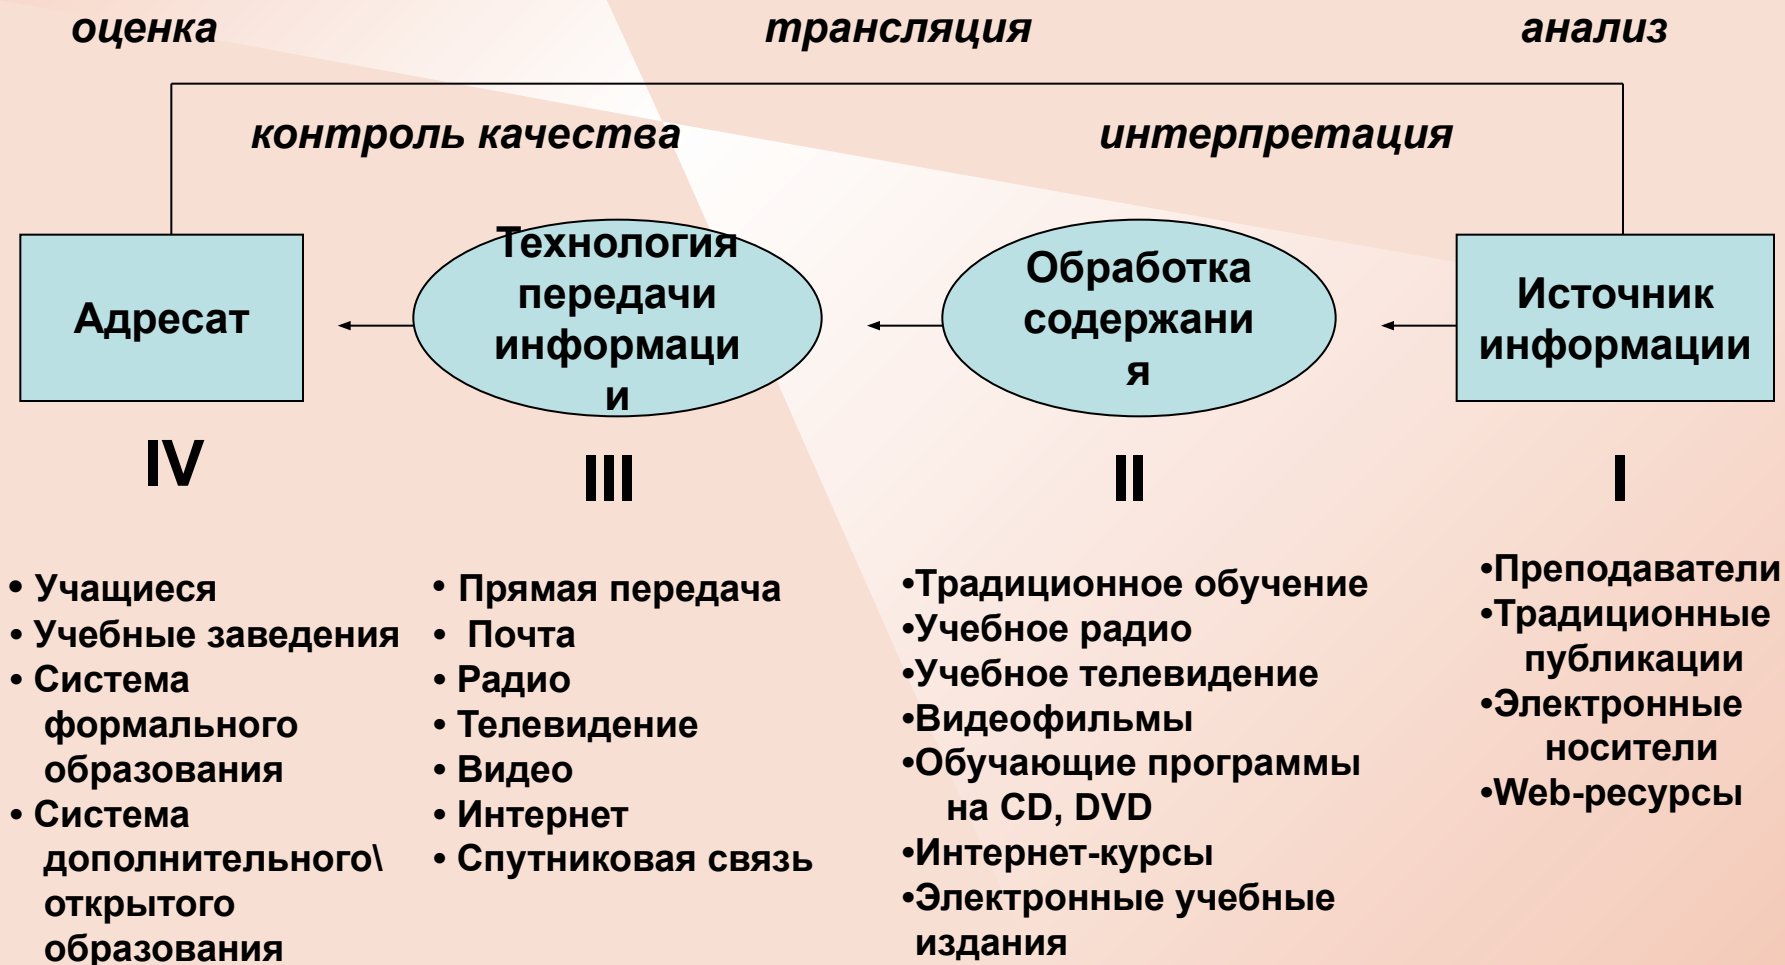 оценка
трансляция
анализ
контроль качества
интерпретация
Адресат
Технология
передачи
информаци
и
Обработка
содержани
я
Источник
информации
IV
III
II
I
• Учащиеся
• Учебные заведения
• Система
формального
образования
• Система
дополнительного\
открытого
образования
• Прямая передача
• Почта
• Радио
• Телевидение
• Видео
• Интернет
• Спутниковая связь
•Традиционное обучение
•Учебное радио
•Учебное телевидение
•Видеофильмы
•Обучающие программы
на CD, DVD
•Интернет-курсы
•Электронные учебные
издания
•Преподаватели
•Традиционные
публикации
•Электронные
носители
•Web-ресурсы